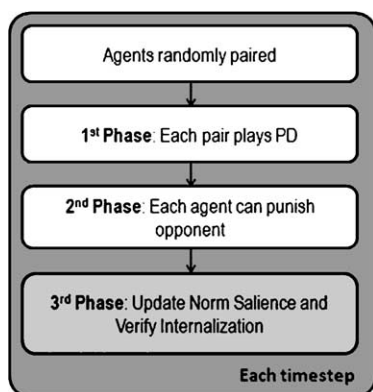 Agents randomly paired
1st Phase: Each pair plays PD
2nd Phase: Each agent can punish
opponent
3rd Phase: Update Norm Salience and
Verify Internalization
Each timestep